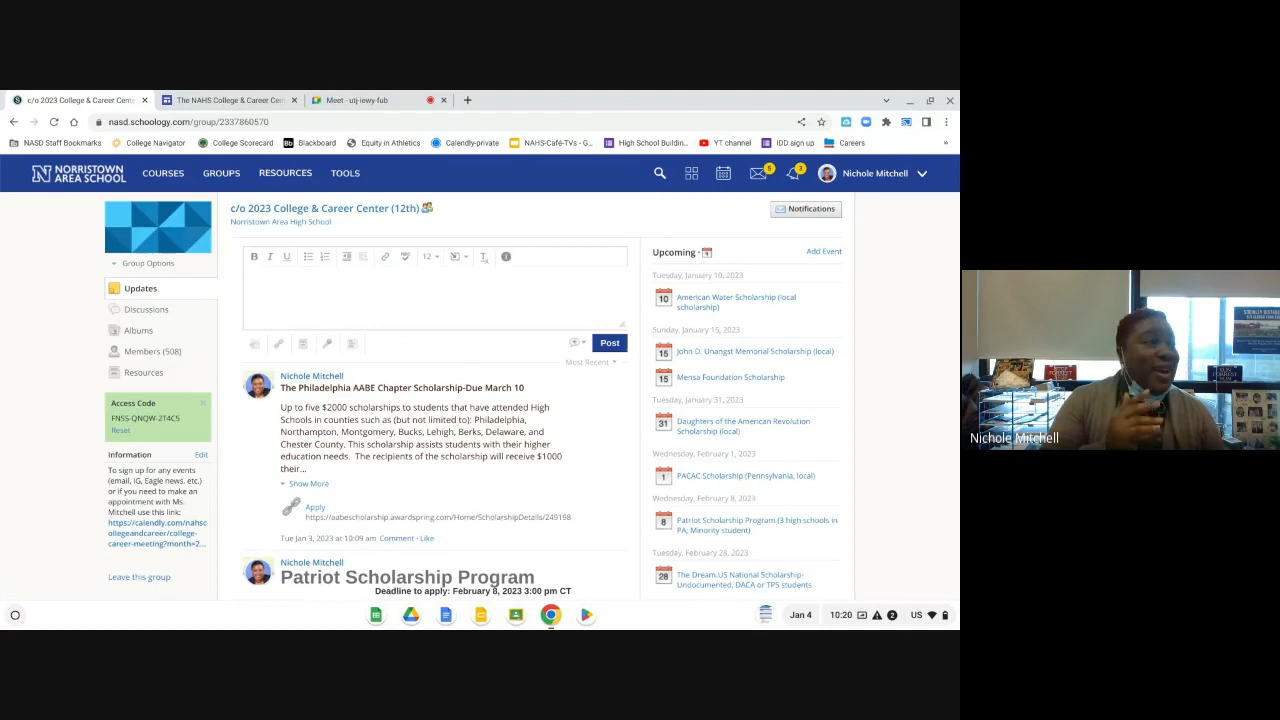 c/o 2023 College & Career Cente
The NAHS College & Career Cen
Meet - utj-iewy-fub
nasd.schoology.com/group/2337860570
NASD Staff Bookmarks
College Navigator
College Scorecard
Bb
Blackboard
Equity in Athletics
Calendly-private
NAHS-Café-TVs - G...
High School Buildin...
YT channel
IDD sign up
Careers
»
N
NORRISTOWN
AREA SCHOOL
COURSES
GROUPS
RESOURCES
TOOLS
5
3
Nichole Mitchell
Group Options
Updates
Discussions
Albums
Members (508)
Resources
Access Code
FNSS-QNQW-2T4C5
Reset
Information
Edit
To sign up for any events
(email, IG, Eagle news, etc.)
or if you need to make an
appointment with Ms.
Mitchell use this link:
https://calendly.com/nahsc
ollegeandcareer/college-
career-meeting?month=2...
Leave this group
c/o 2023 College & Career Center (12th)
Norristown Area High School
Notifications
B I U
12
Post
Most Recent
Nichole Mitchell
The Philadelphia AABE Chapter Scholarship-Due March 10
Up to five $2000 scholarships to students that have attended High
Schools in counties such as (but not limited to): Philadelphia,
Northampton, Montgomery, Bucks, Lehigh, Berks, Delaware, and
Chester County. This scholarship assists students with their higher
education needs. The recipients of the scholarship will receive $1000
their...
Show More
Apply
https://aabescholarship.awardspring.com/Home/ScholarshipDetails/249198
Tue Jan 3, 2023 at 10:09 am Comment · Like
Nichole Mitchell
Patriot Scholarship Program
Deadline to apply: February 8, 2023 3:00 pm CT
Upcoming ·
Add Event
Tuesday, January 10, 2023
10
American Water Scholarship (local
scholarship)
Sunday, January 15, 2023
15
John D. Unangst Memorial Scholarship (local)
15
Mensa Foundation Scholarship
Tuesday, January 31, 2023
31
Daughters of the American Revolution
Scholarship (local)
Wednesday, February 1, 2023
1
PACAC Scholarship (Pennsylvania, local)
Wednesday, February 8, 2023
8
Patriot Scholarship Program (3 high schools in
PA; Minority student)
Tuesday, February 28, 2023
28
The Dream.US National Scholarship-
Undocumented, DACA or TPS students
Jan 4
10:20
2
US
Nichole Mitchell